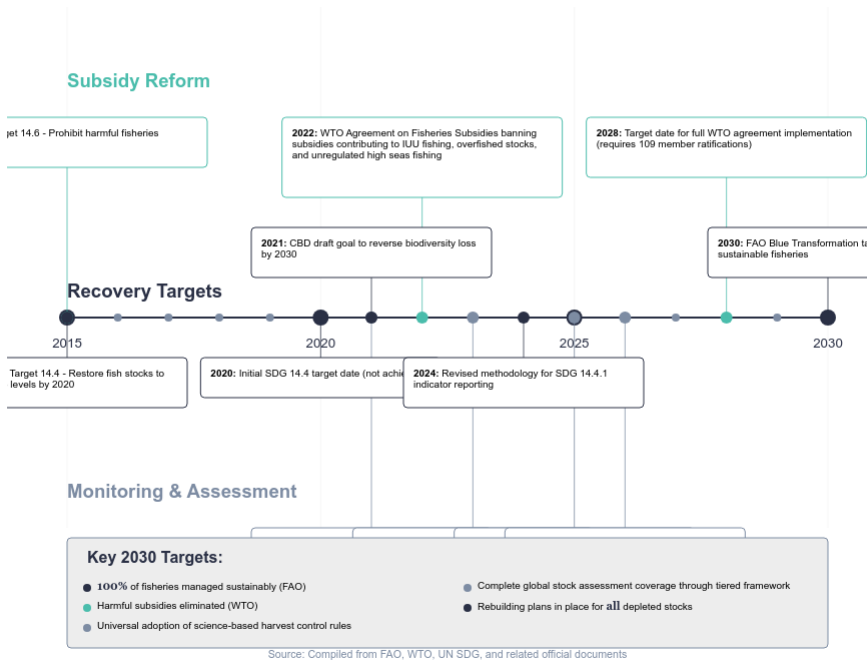 Subsidy Reform
get 14.6 - Prohibit harmful fisheries
2022: WTO Agreement on Fisheries Subsidies banning
subsidies contributing to IUU fishing, overfished stocks,
and unregulated high seas fishing
2028: Target date for full WTO agreement implementation
(requires 109 member ratifications)
2021: CBD draft goal to reverse biodiversity loss
by 2030
2030: FAO Blue Transformation ta
sustainable fisheries
Recovery Targets
2015
2020
2025
2030
Target 14.4 - Restore fish stocks to
levels by 2020
2020: Initial SDG 14.4 target date (not achie
2024: Revised methodology for SDG 14.4.1
indicator reporting
Monitoring & Assessment
Key 2030 Targets:
100% of fisheries managed sustainably (FAO)
Harmful subsidies eliminated (WTO)
Universal adoption of science-based harvest control rules
Complete global stock assessment coverage through tiered framework
Rebuilding plans in place for all depleted stocks
Source: Compiled from FAO, WTO, UN SDG, and related official documents